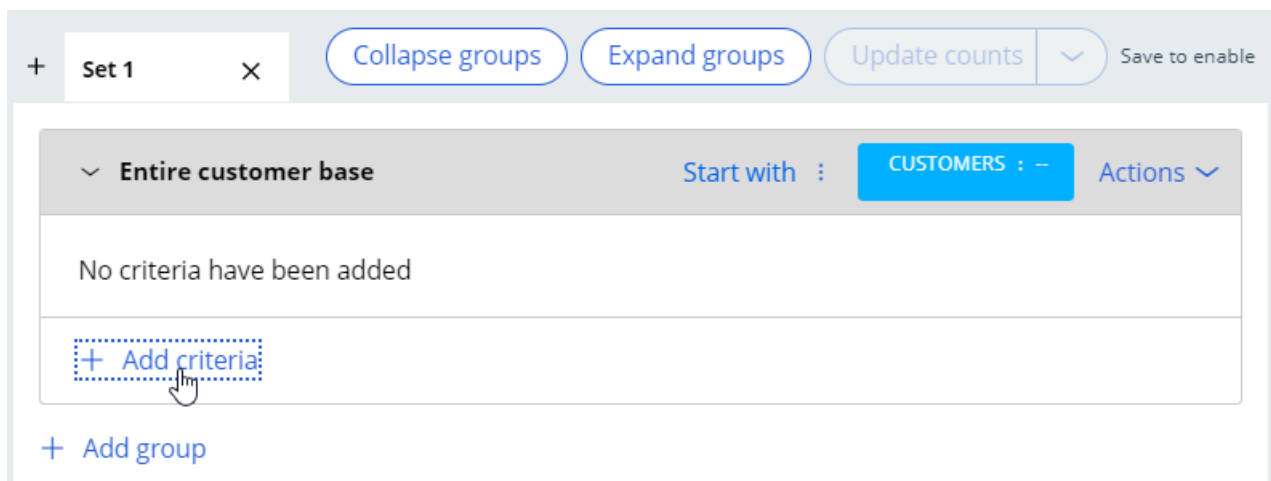 + Set 1 × Collapse groups Expand groups Update counts Save to enable
Entire customer base Start with ⋮ CUSTOMERS : -- Actions
No criteria have been added
+ Add criteria
+ Add group